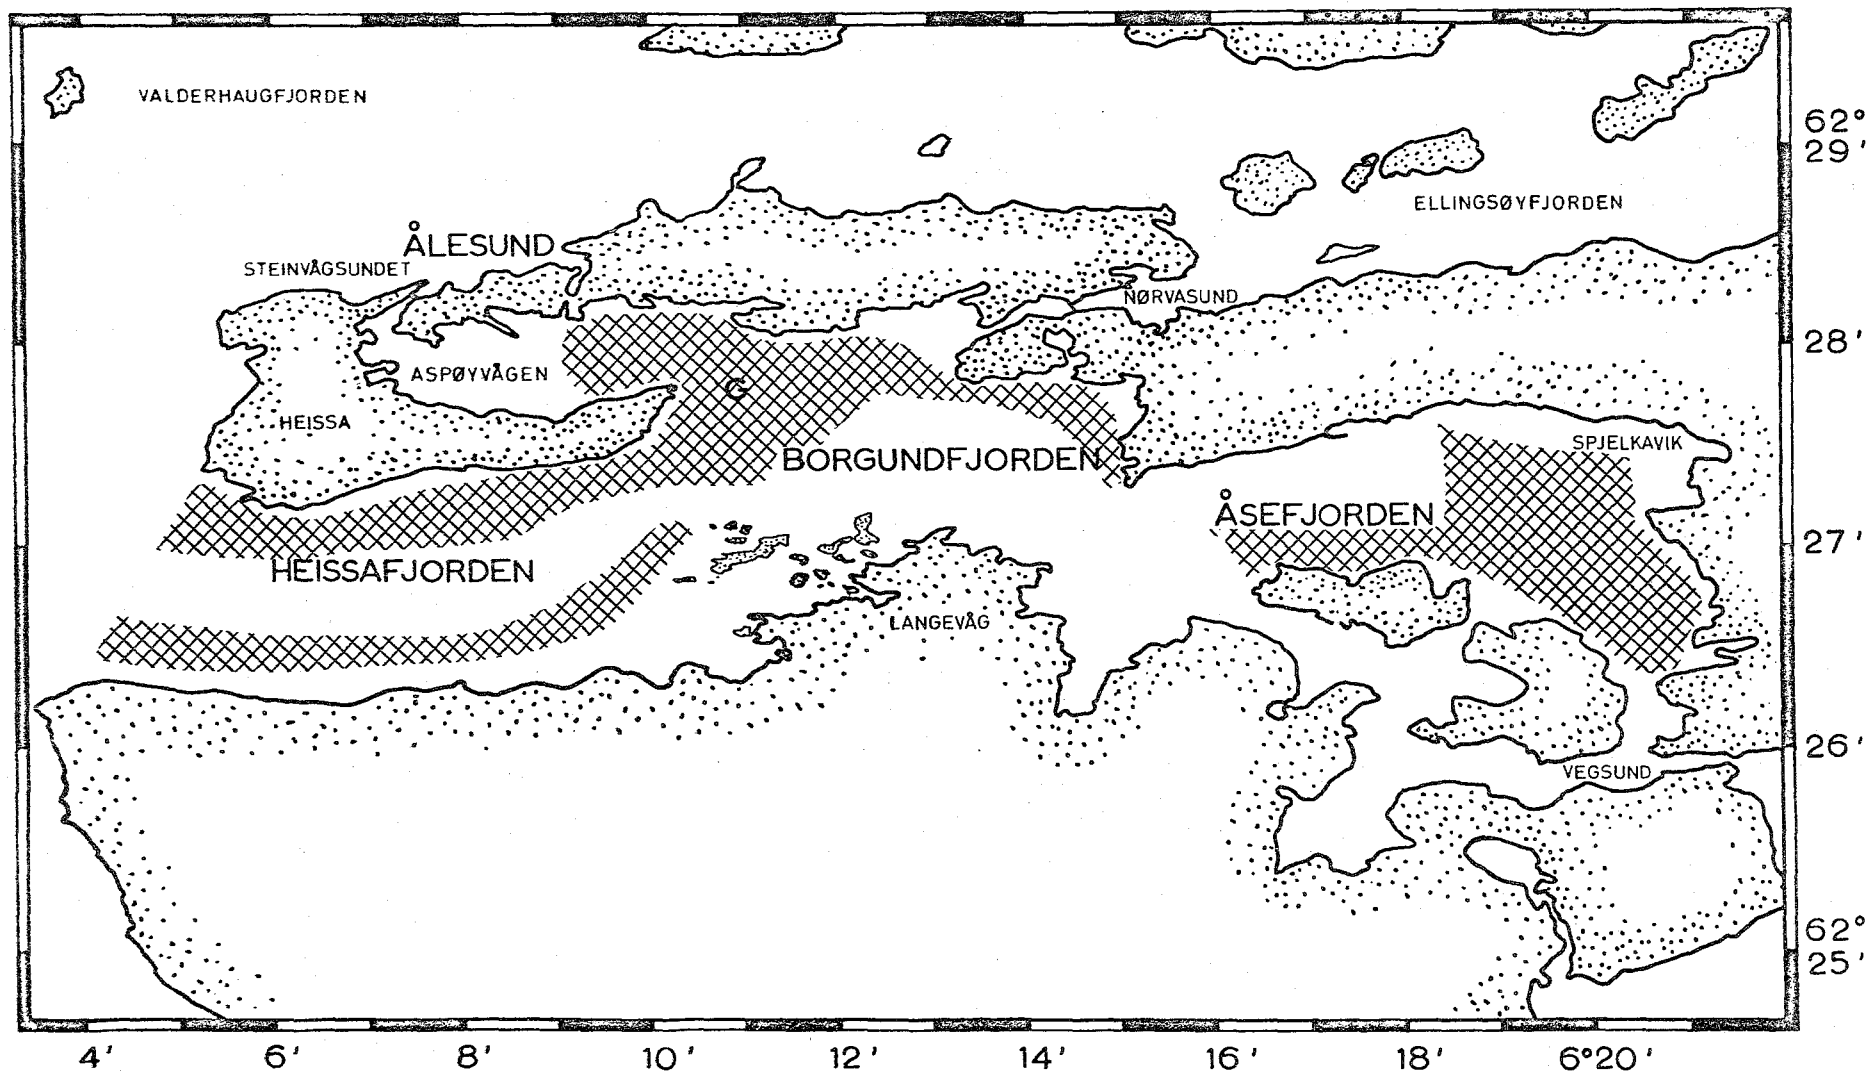 VALDERHAUGFJORDEN
62°
29'
ELLINGSØYFJORDEN
ÅLESUND
STEINVÅGSUNDET
NØRVASUND
28'
ASPØYVÅGEN
HEISSA
BORGUNDFJORDEN
SPJELKAVIK
ÅSEFJORDEN
27'
HEISSAFJORDEN
LANGEVÅG
26'
VEGSUND
62°
25'
4' 6' 8' 10' 12' 14' 16' 18' 6°20'